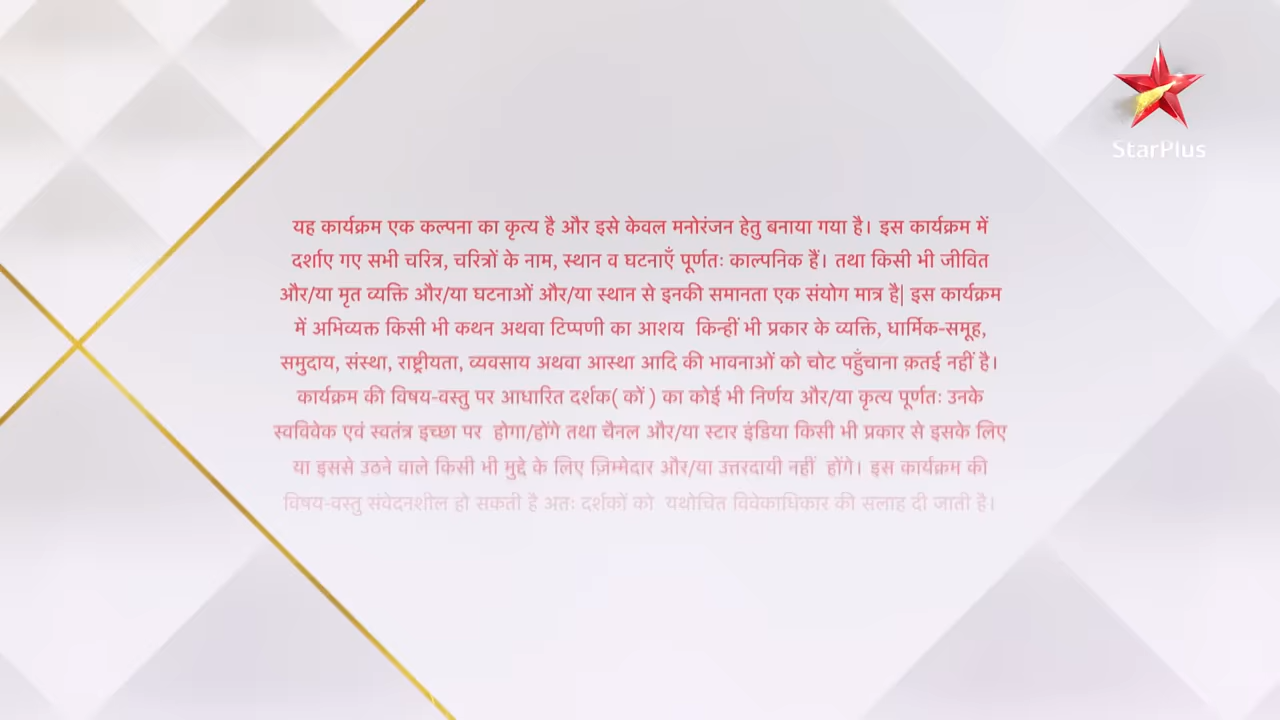 StarPlus
यह कार्यक्रम एक कल्पना का कृत्य है और इसे केवल मनोरंजन हेतु बनाया गया है। इस कार्यक्रम में
दर्शाए गए सभी चरित्र, चरित्रों के नाम, स्थान व घटनाएँ पूर्णतः काल्पनिक हैं। तथा किसी भी जीवित
और/या मृत व्यक्ति और/या घटनाओं और/या स्थान से इनकी समानता एक संयोग मात्र है| इस कार्यक्रम
में अभिव्यक्त किसी भी कथन अथवा टिप्पणी का आशय  किन्हीं भी प्रकार के व्यक्ति, धार्मिक-समूह,
समुदाय, संस्था, राष्ट्रीयता, व्यवसाय अथवा आस्था आदि की भावनाओं को चोट पहुँचाना क़तई नहीं है।
कार्यक्रम की विषय-वस्तु पर आधारित दर्शक( कों ) का कोई भी निर्णय और/या कृत्य पूर्णतः उनके
स्वविवेक एवं स्वतंत्र इच्छा पर  होगा/होंगे तथा चैनल और/या स्टार इंडिया किसी भी प्रकार से इसके लिए
या इससे उठने वाले किसी भी मुद्दे के लिए ज़िम्मेदार और/या उत्तरदायी नहीं  होंगे। इस कार्यक्रम की
विषय-वस्तु संवेदनशील हो सकती है अतः दर्शकों को  यथोचित विवेकाधिकार की सलाह दी जाती है।